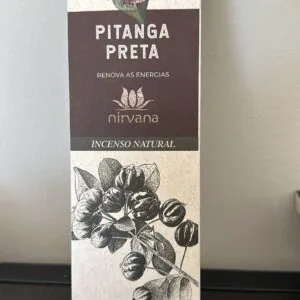 PITANGA
PRETA
RENOVA AS ENERGIAS
nirvana
INCENSO NATURAL